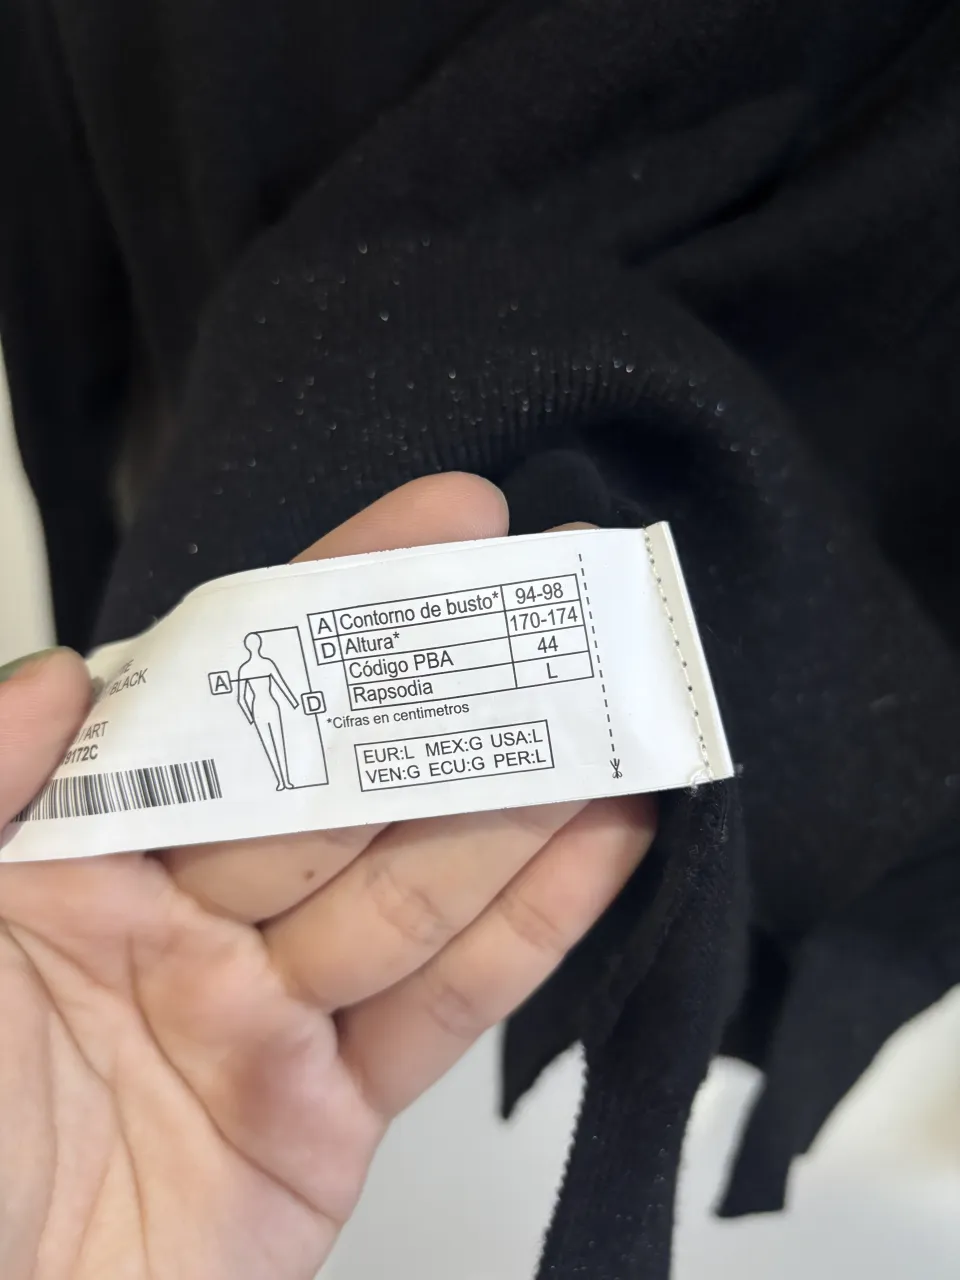 BLACK
/ART
9172C
A
D
A Contorno de busto* 94-98
D Altura* 170-174
Código PBA 44
Rapsodia L
*Cifras en centimetros
EUR:L MEX:G USA:L
VEN:G ECU:G PER:L